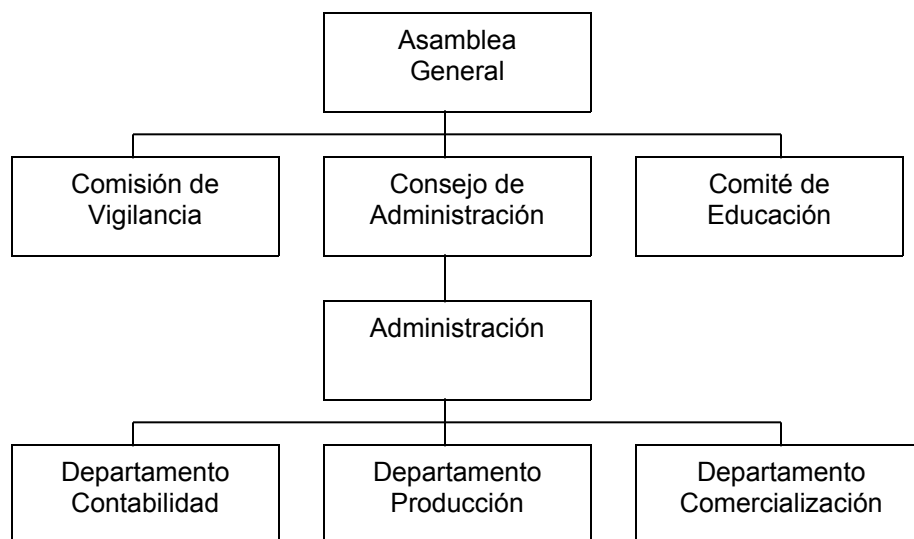 Asamblea
General
Comisión de
Vigilancia
Consejo de
Administración
Comité de
Educación
Administración
Departamento
Contabilidad
Departamento
Producción
Departamento
Comercialización